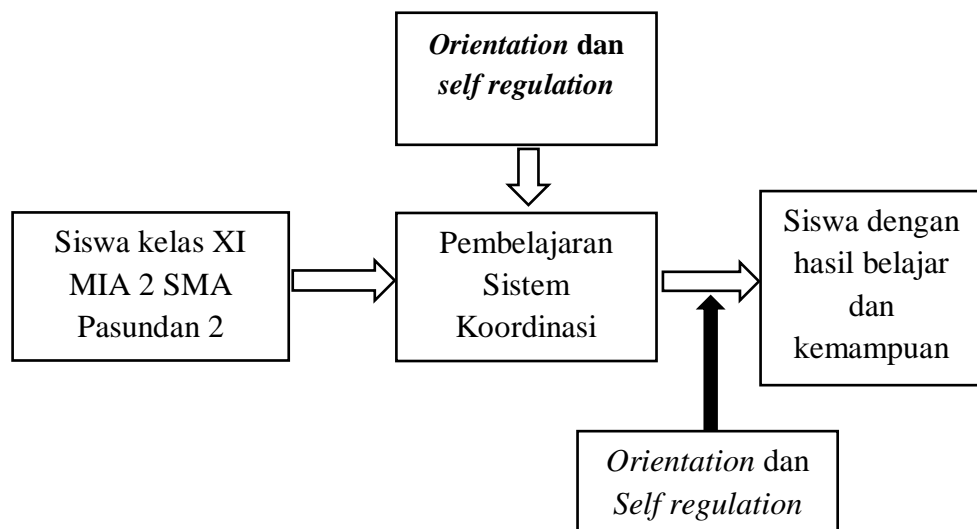 Orientation dan
self regulation
Siswa kelas XI
MIA 2 SMA
Pasundan 2
Pembelajaran
Sistem
Koordinasi
Siswa dengan
hasil belajar
dan
kemampuan
Orientation dan
Self regulation